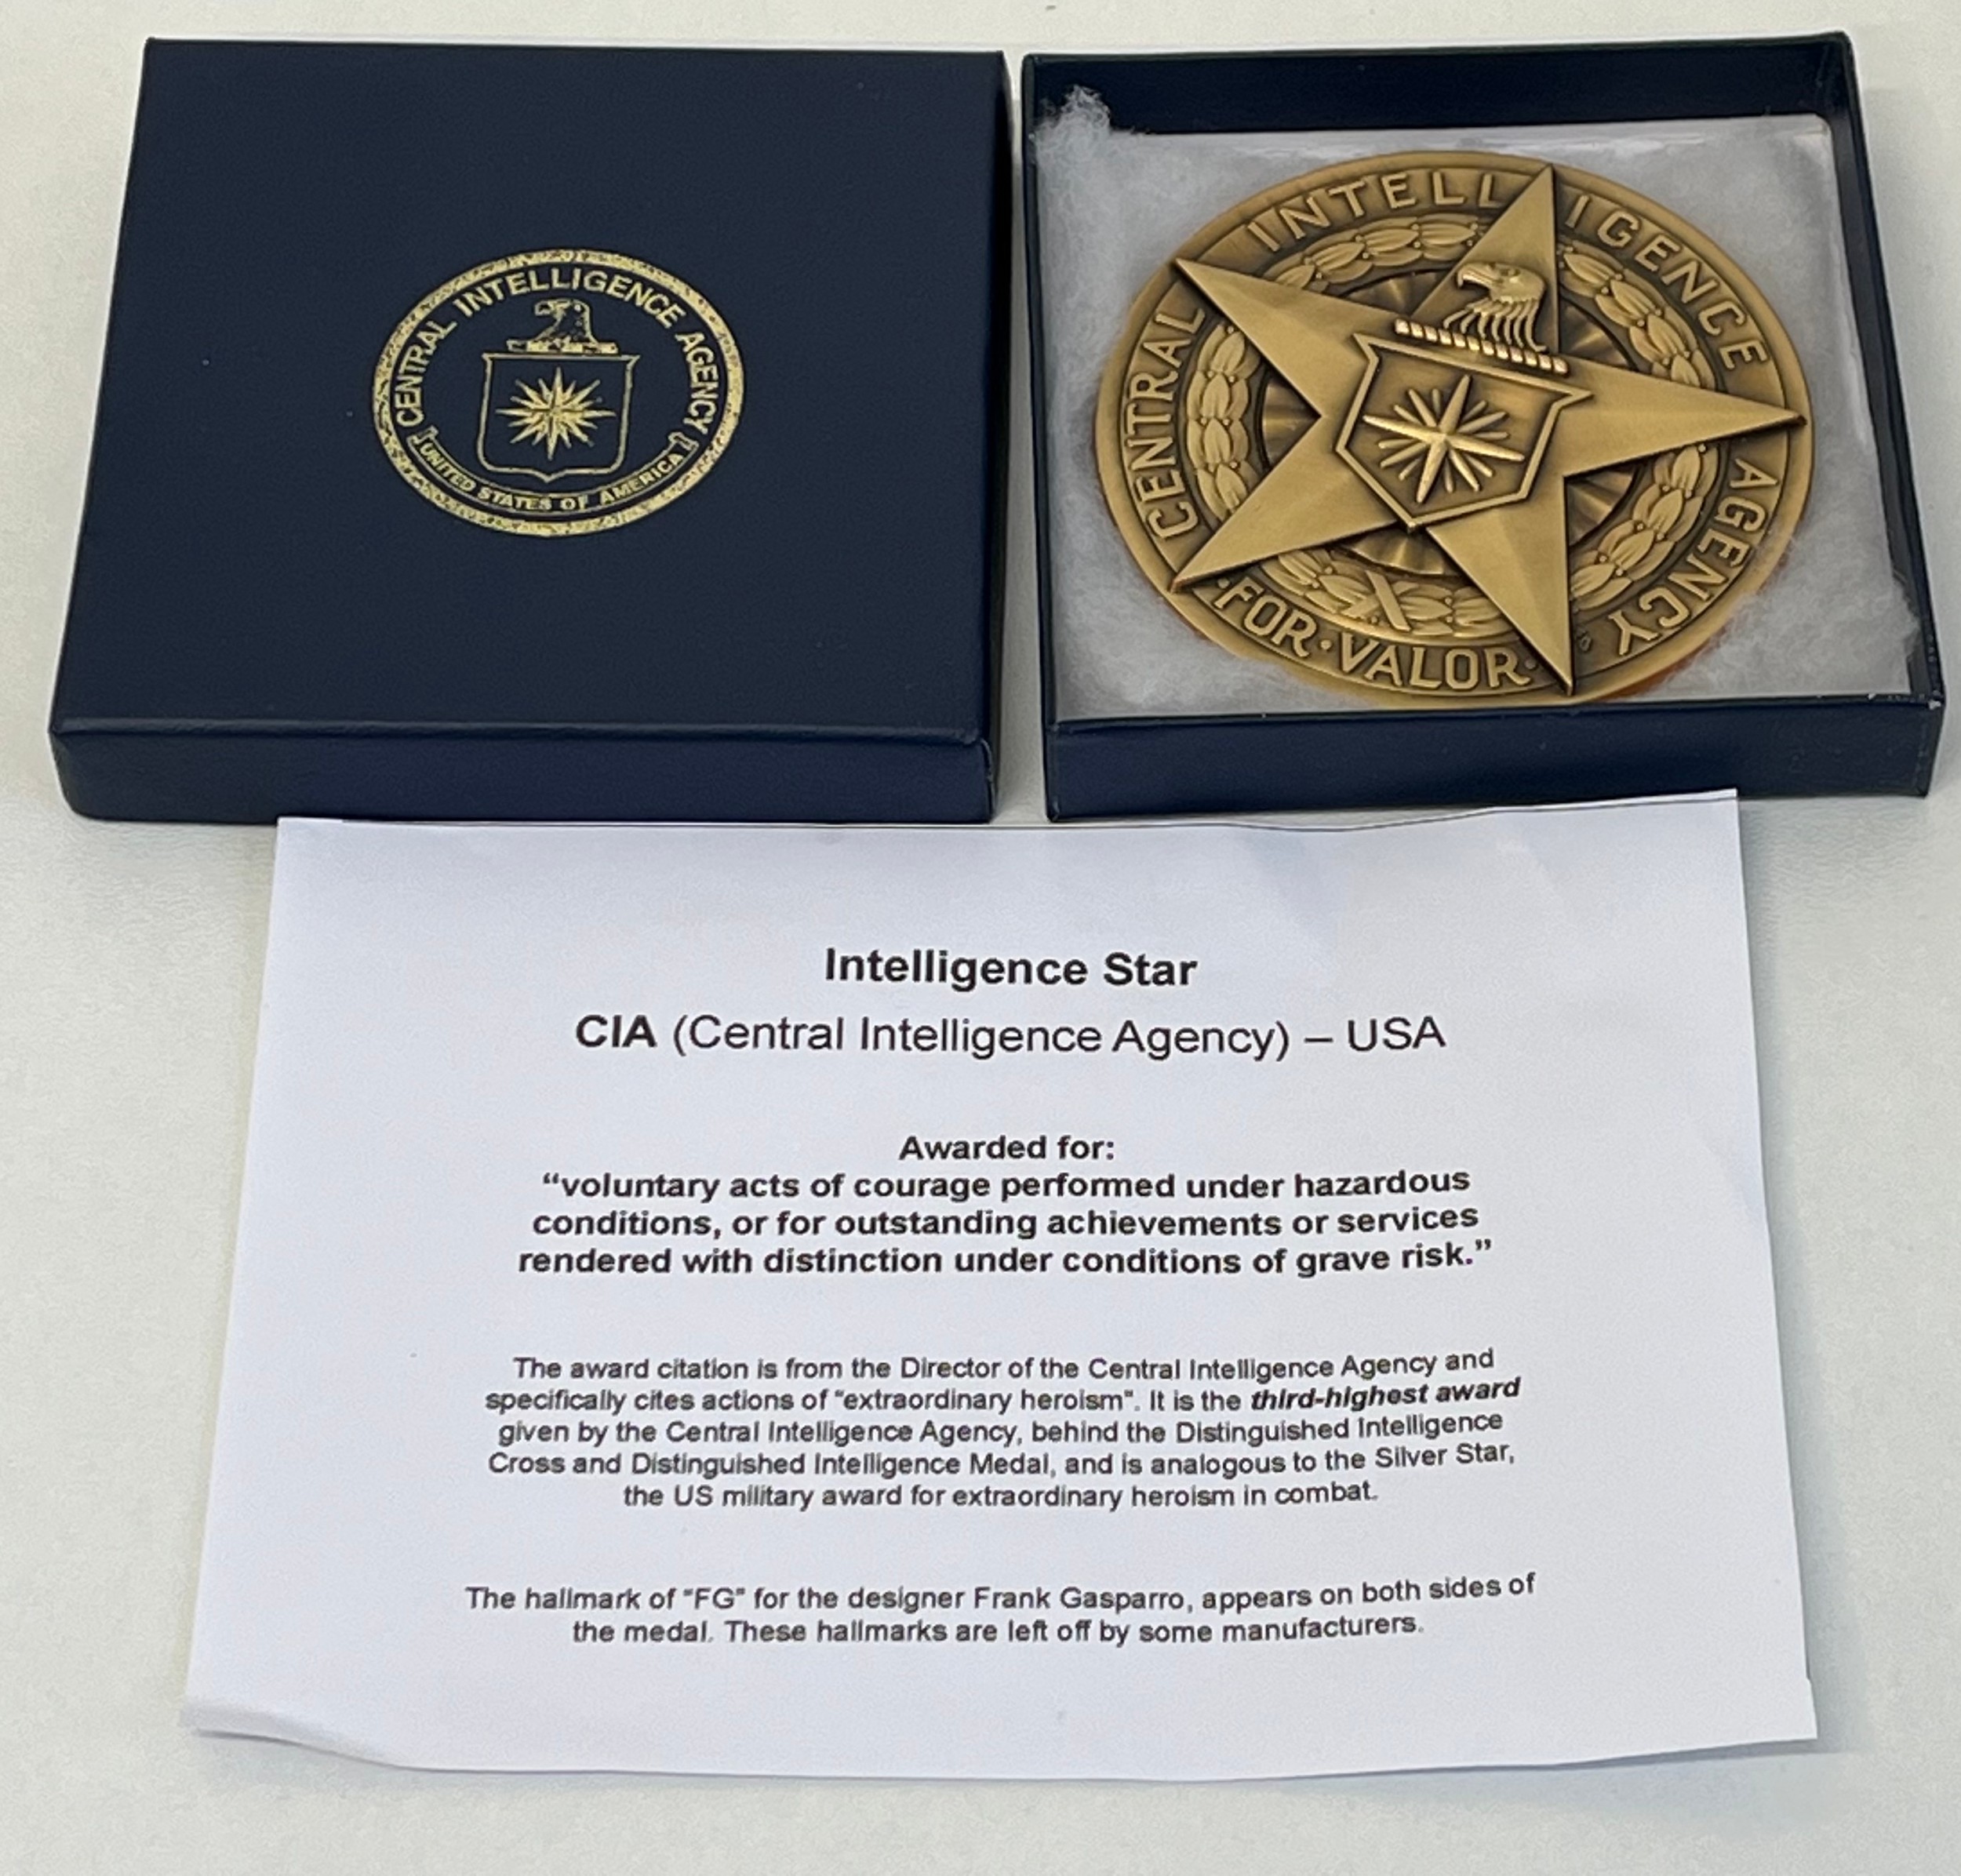 CENTRAL INTELLIGENCE AGENCY
UNITED STATES OF AMERICA
CENTRAL INTELLIGENCE AGENCY
·FOR·VALOR·
Intelligence Star
CIA (Central Intelligence Agency) – USA
Awarded for:
“voluntary acts of courage performed under hazardous
conditions, or for outstanding achievements or services
rendered with distinction under conditions of grave risk.”
The award citation is from the Director of the Central Intelligence Agency and
specifically cites actions of "extraordinary heroism". It is the third-highest award
given by the Central Intelligence Agency, behind the Distinguished Intelligence
Cross and Distinguished Intelligence Medal, and is analogous to the Silver Star,
the US military award for extraordinary heroism in combat.
The hallmark of "FG" for the designer Frank Gasparro, appears on both sides of
the medal. These hallmarks are left off by some manufacturers.